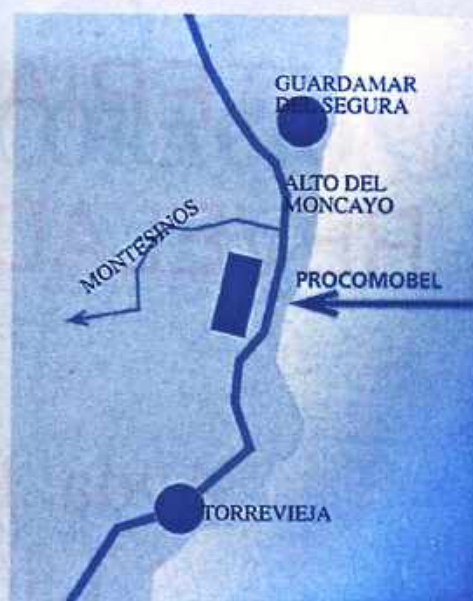 GUARDAMAR
DEL SEGURA
ALTO DEL
MONCAYO
MONTESINOS
PROCOMOBEL
TORREVIEJA